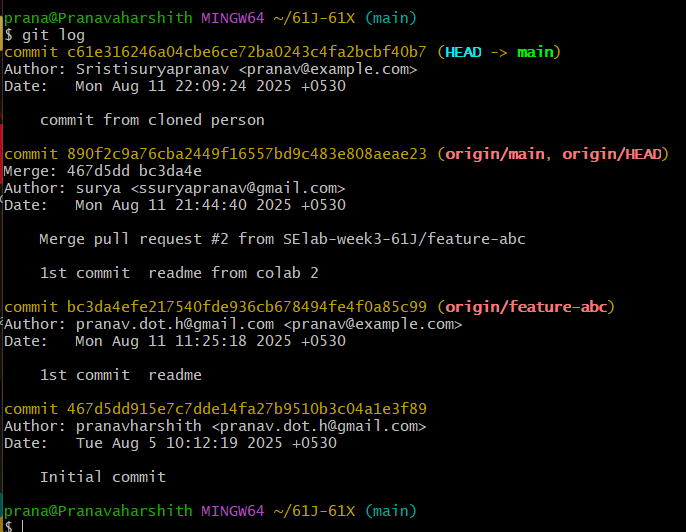 prana@Pranavaharshith MINGW64 ~/61J-61X (main)
$ git log
commit c61e316246a04cbe6ce72ba0243c4fa2bcbf40b7 (HEAD -> main)
Author: Sristisuryapranav <pranav@example.com>
Date:   Mon Aug 11 22:09:24 2025 +0530
    commit from cloned person
commit 890f2c9a76cba2449f16557bd9c483e808aeae23 (origin/main, origin/HEAD)
Merge: 467d5dd bc3da4e
Author: surya <ssuryapranav@gmail.com>
Date:   Mon Aug 11 21:44:40 2025 +0530
    Merge pull request #2 from SElab-week3-61J/feature-abc
    1st commit  readme from colab 2
commit bc3da4efe217540fde936cb678494fe4f0a85c99 (origin/feature-abc)
Author: pranav.dot.h@gmail.com <pranav@example.com>
Date:   Mon Aug 11 11:25:18 2025 +0530
    1st commit  readme
commit 467d5dd915e7c7dde14fa27b9510b3c04a1e3f89
Author: pranavharshith <pranav.dot.h@gmail.com>
Date:   Tue Aug 5 10:12:19 2025 +0530
    Initial commit
prana@Pranavaharshith MINGW64 ~/61J-61X (main)
$